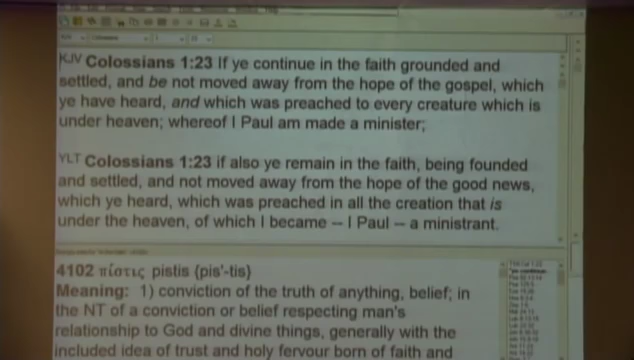 KJV Colossians 1:23 If ye continue in the faith grounded and
settled, and be not moved away from the hope of the gospel, which
ye have heard, and which was preached to every creature which is
under heaven; whereof I Paul am made a minister;
YLT Colossians 1:23 if also ye remain in the faith, being founded
and settled, and not moved away from the hope of the good news,
which ye heard, which was preached in all the creation that is
under the heaven, of which I became — I Paul — a ministrant.
4102 πίστις pistis {pis'-tis}
Meaning: 1) conviction of the truth of anything, belief; in
the NT of a conviction or belief respecting man's
relationship to God and divine things, generally with the
included idea of trust and holy fervour born of faith and